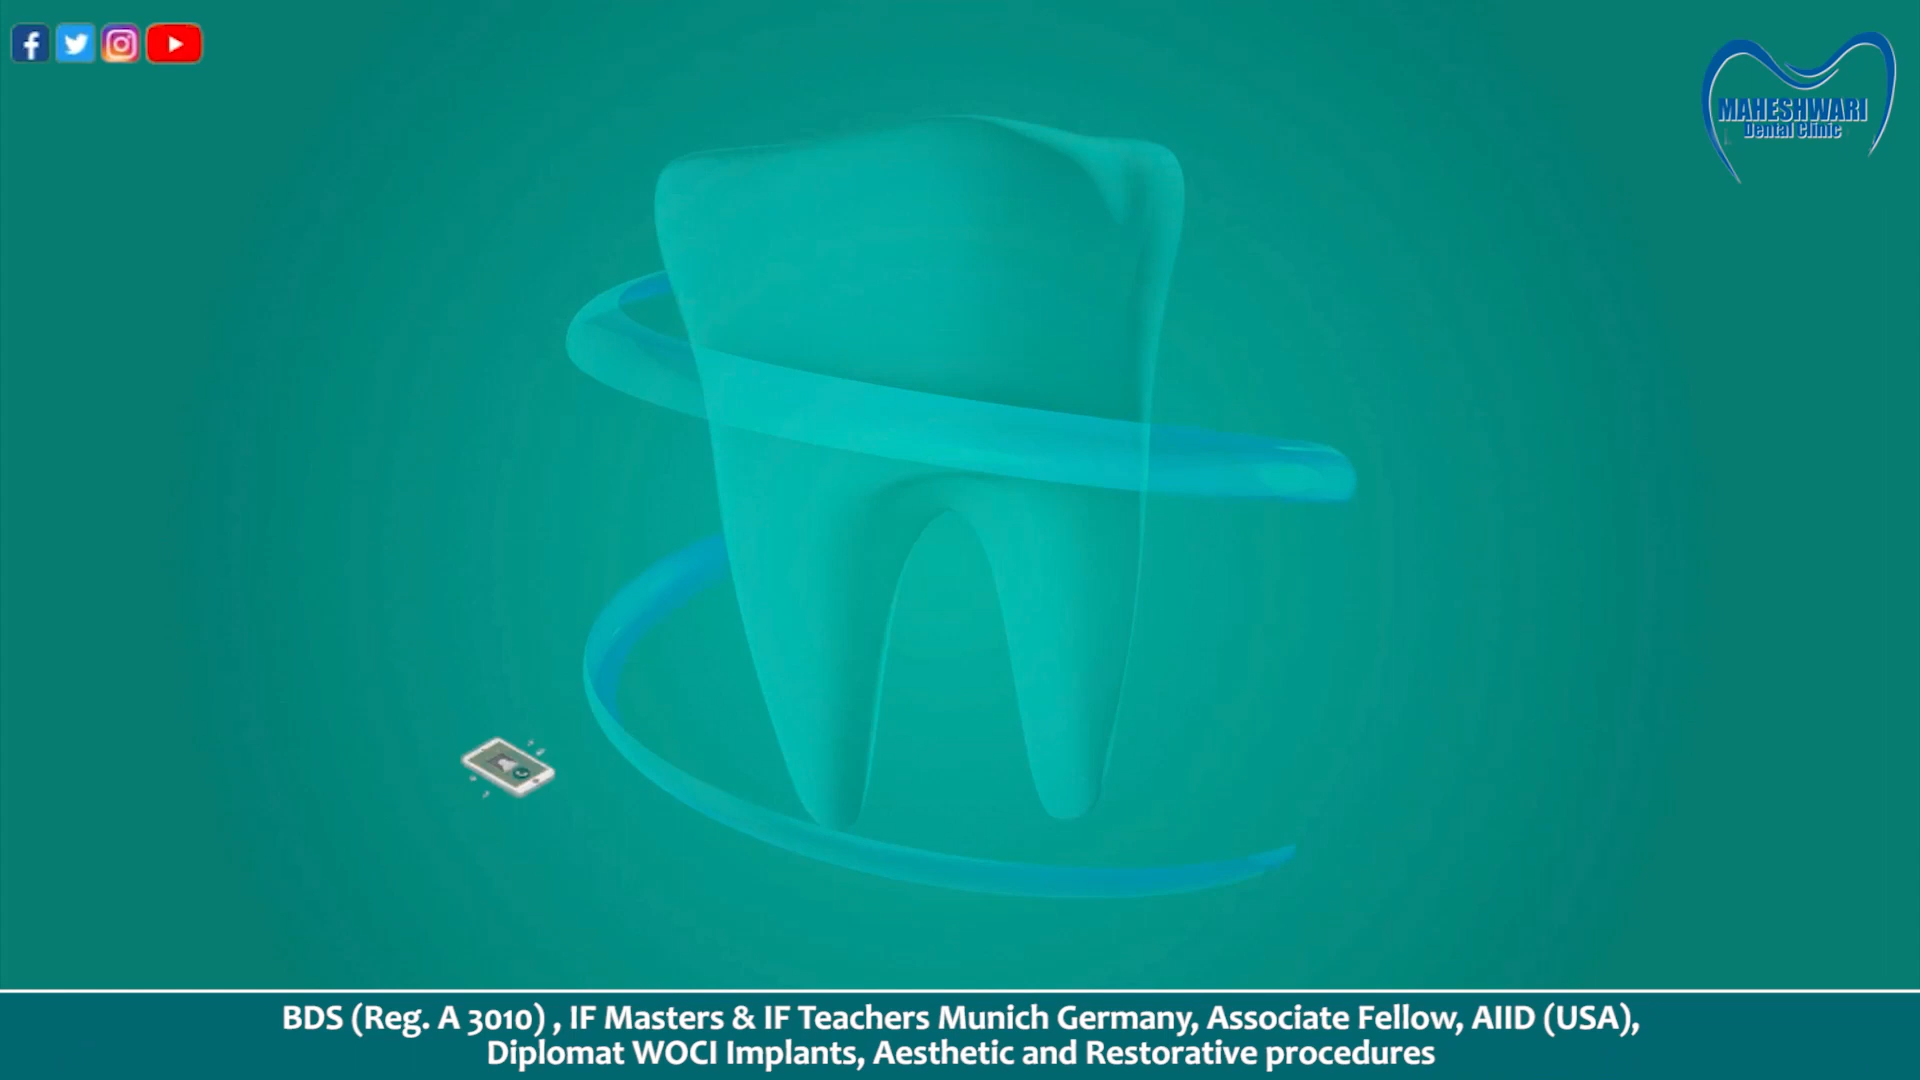 MAHESHWARI
Dental Clinic
BDS (Reg. A 3010) , IF Masters & IF Teachers Munich Germany, Associate Fellow, AIID (USA),
Diplomat WOCI Implants, Aesthetic and Restorative procedures